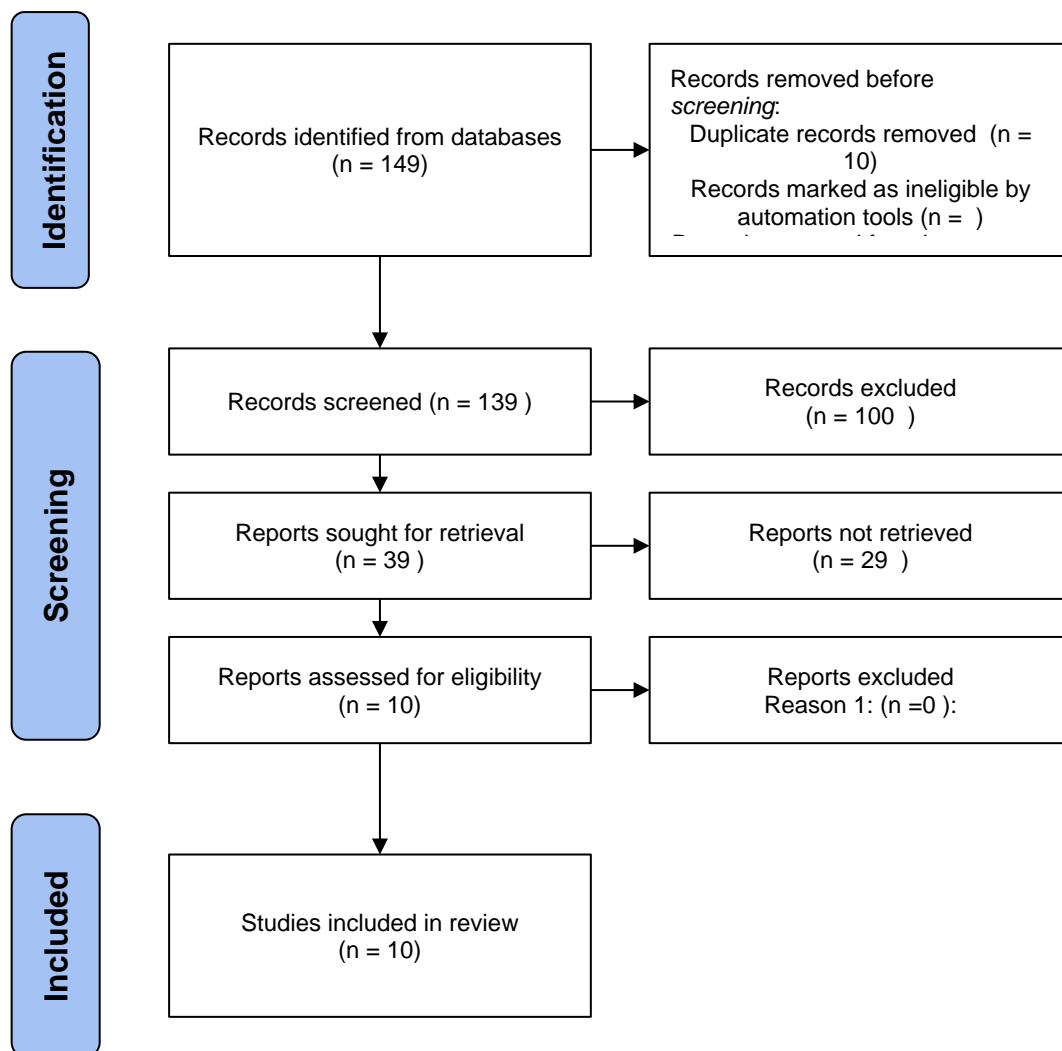 Identification
Records identified from databases
(n = 149)
Records removed before
screening:
Duplicate records removed (n =
10)
Records marked as ineligible by
automation tools (n = )
Screening
Records screened (n = 139 )
Records excluded
(n = 100 )
Reports sought for retrieval
(n = 39 )
Reports not retrieved
(n = 29 )
Reports assessed for eligibility
(n = 10)
Reports excluded
Reason 1: (n =0 ):
Included
Studies included in review
(n = 10)